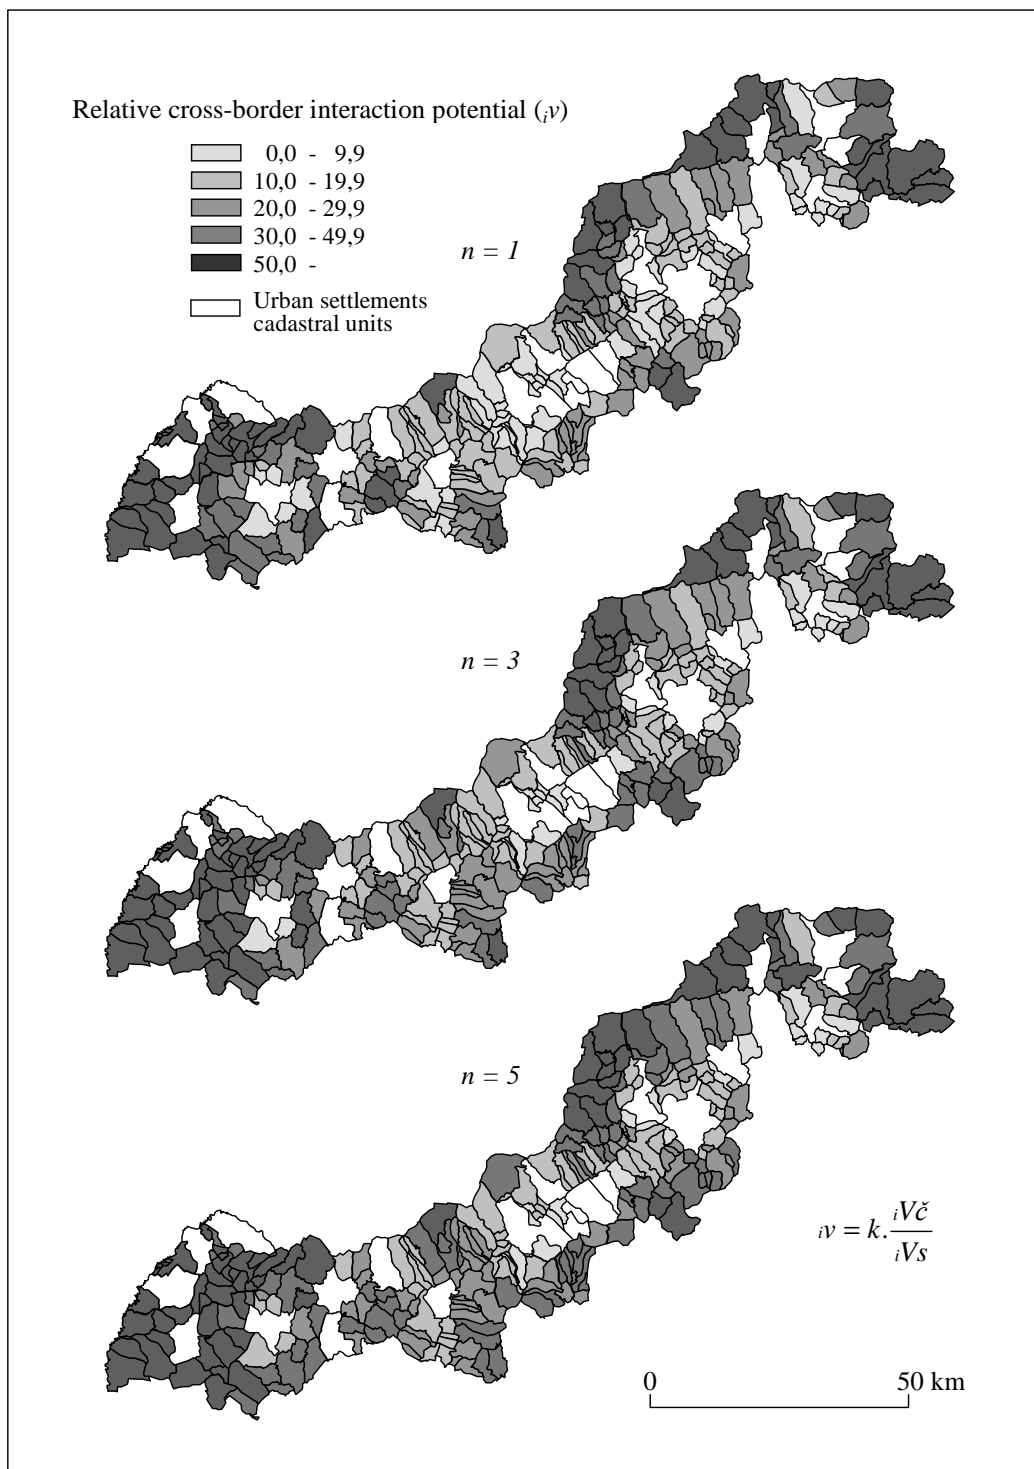 Relative cross-border interaction potential (ᵢv)
0,0 - 9,9
10,0 - 19,9
20,0 - 29,9
30,0 - 49,9
50,0 -
Urban settlements
cadastral units
n = 1
n = 3
n = 5
ᵢv = k. ᵢVč / ᵢVs
0 50 km